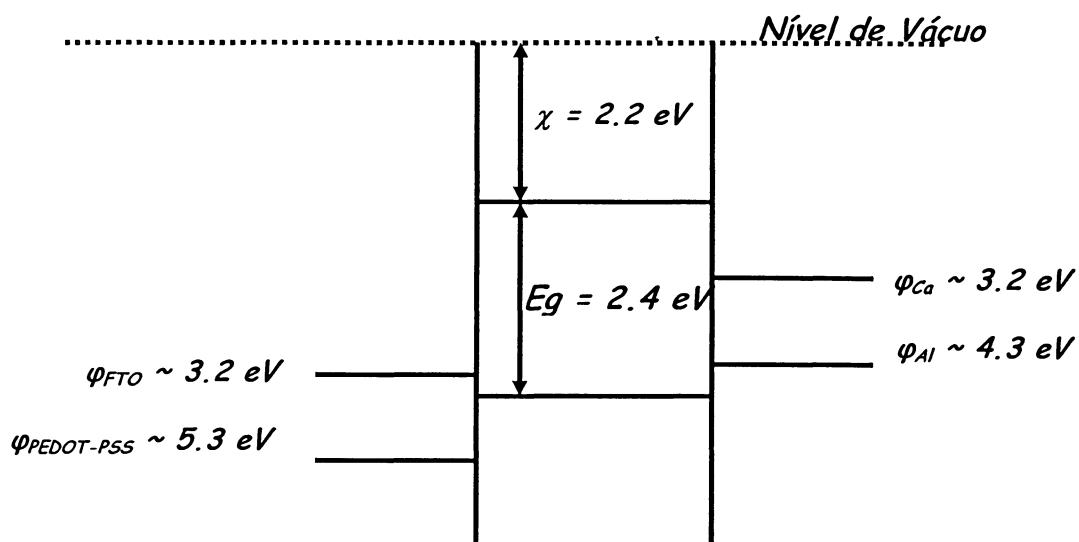 Nível de Vácuo
χ = 2.2 eV
Eg = 2.4 eV
φCa ~ 3.2 eV
φAl ~ 4.3 eV
φFTO ~ 3.2 eV
φPEDOT-PSS ~ 5.3 eV